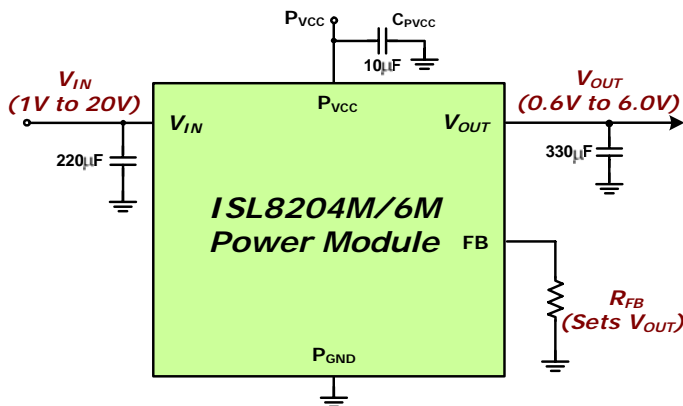 PVCC
CPVCC
10µF
VIN
(1V to 20V)
PVCC
VOUT
(0.6V to 6.0V)
VIN
VOUT
220µF
330µF
ISL8204M/6M
Power Module
FB
RFB
(Sets VOUT)
PGND